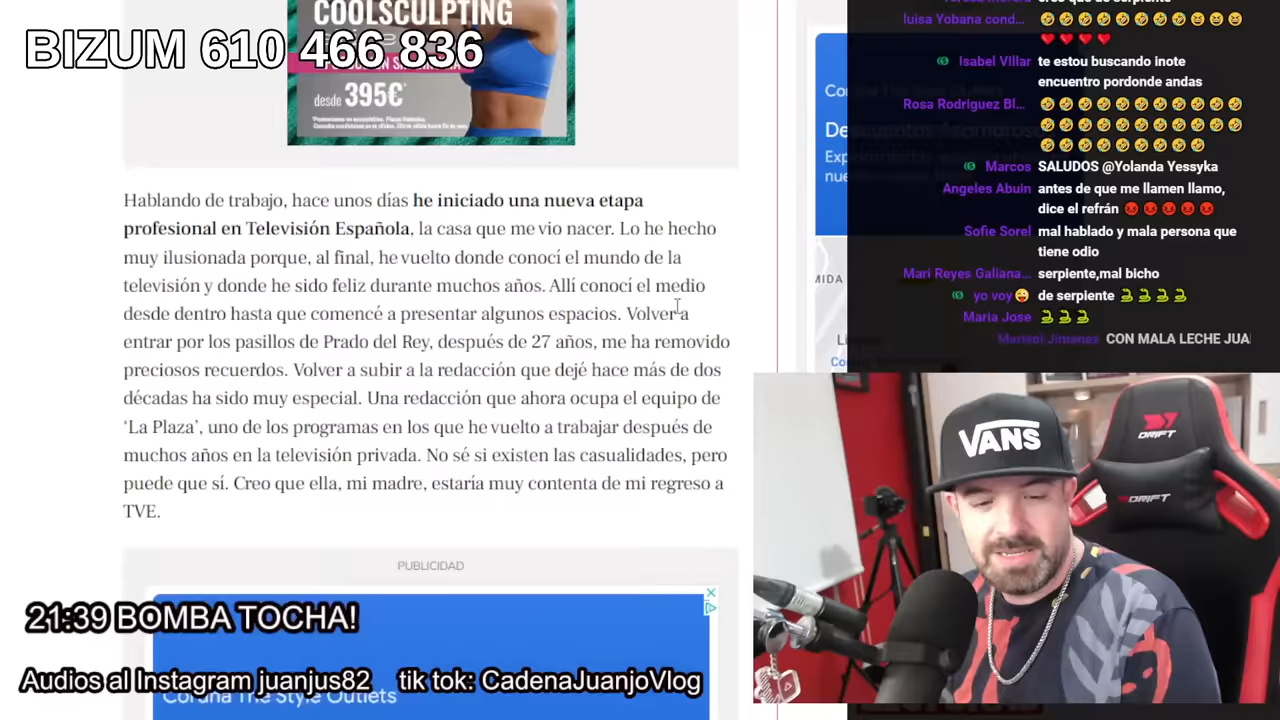 COOLSCULPTING
BIZUM 610 466 836
desde 395€
Hablando de trabajo, hace unos días he iniciado una nueva etapa
profesional en Televisión Española, la casa que me vio nacer. Lo he hecho
muy ilusionada porque, al final, he vuelto donde conocí el mundo de la
televisión y donde he sido feliz durante muchos años. Allí conocí el medio
desde dentro hasta que comencé a presentar algunos espacios. Volver a
entrar por los pasillos de Prado del Rey, después de 27 años, me ha removido
preciosos recuerdos. Volver a subir a la redacción que dejé hace más de dos
décadas ha sido muy especial. Una redacción que ahora ocupa el equipo de
‘La Plaza’, uno de los programas en los que he vuelto a trabajar después de
muchos años en la televisión privada. No sé si existen las casualidades, pero
puede que sí. Creo que ella, mi madre, estaría muy contenta de mi regreso a
TVE.
PUBLICIDAD
21:39 BOMBA TOCHA!
Audios al Instagram juanjus82 tik tok: CadenaJuanjoVlog
Coruña The Style Outlets
luisa Yobana cond... 🤣🤣🤣🤣🤣🤣🤣🤣😆😆
❤️❤️❤️❤️
Isabel VIllar te estou buscando inote
encuentro pordonde andas
Rosa Rodriguez Bl... 🤣🤣🤣🤣🤣🤣🤣🤣🤣🤣
🤣🤣🤣🤣🤣🤣🤣🤣🤣🤣🤣
🤣🤣🤣🤣🤣🤣🤣🤣🤣
Marcos SALUDOS @Yolanda Yessyka
Angeles Abuin antes de que me llamen llamo,
dice el refrán 😡😡😡😡😡
Sofie Sorel mal hablado y mala persona que
tiene odio
Mari Reyes Galiana... serpiente,mal bicho
yo voy😜 de serpiente 🐍🐍🐍🐍
Maria Jose 🐍🐍🐍
Marisol Jimenez CON MALA LECHE JUA
VANS
DRIFT
DRIFT